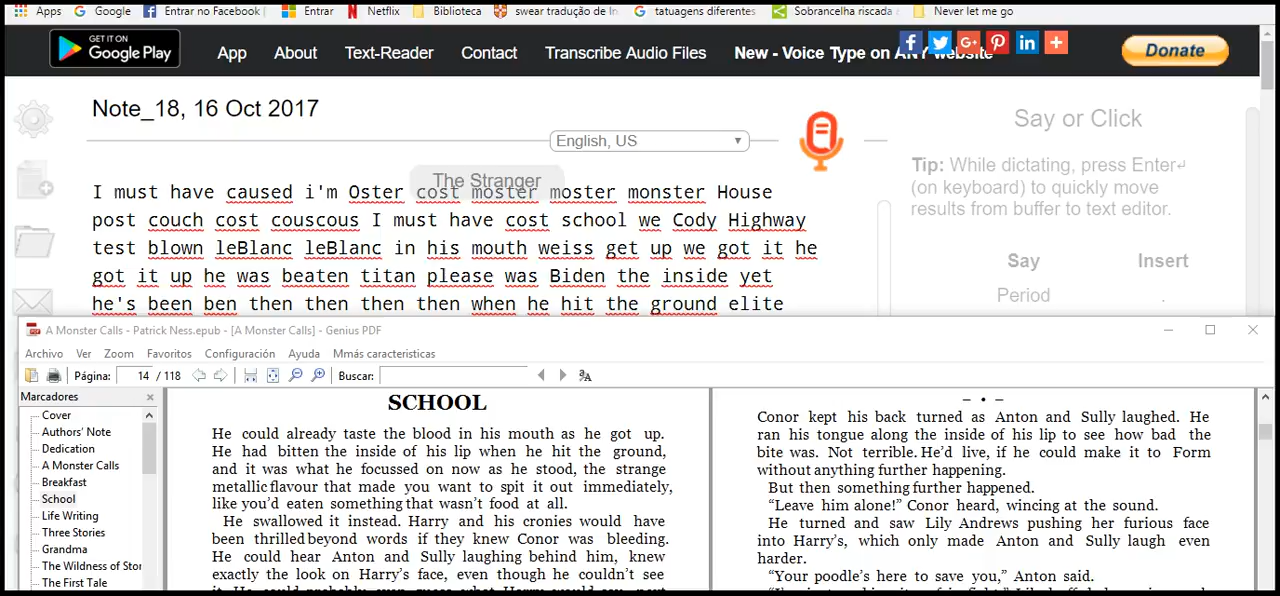 Apps Google Entrar no Facebook Entrar Netflix Biblioteca swear tradução de In tatuagens diferentes Sobrancelha riscada Never let me go
GET IT ON
Google Play
App About Text-Reader Contact Transcribe Audio Files New - Voice Type on ANY website
Donate
Note_18, 16 Oct 2017
English, US
The Stranger
I must have caused i'm Oster cost moster moster monster House
post couch cost couscous I must have cost school we Cody Highway
test blown leBlanc leBlanc in his mouth weiss get up we got it he
got it up he was beaten titan please was Biden the inside yet
he's been ben then then then then when he hit the ground elite
Say or Click
Tip: While dictating, press Enter↵
(on keyboard) to quickly move
results from buffer to text editor.
Say Insert
Period .
A Monster Calls - Patrick Ness.epub - [A Monster Calls] - Genius PDF
Archivo Ver Zoom Favoritos Configuración Ayuda Mmás caracteristicas
Página: 14 / 118 Buscar:
Marcadores
Cover
Authors' Note
Dedication
A Monster Calls
Breakfast
School
Life Writing
Three Stories
Grandma
The Wildness of Stor
The First Tale
SCHOOL
He could already taste the blood in his mouth as he got up.
He had bitten the inside of his lip when he hit the ground,
and it was what he focussed on now as he stood, the strange
metallic flavour that made you want to spit it out immediately,
like you'd eaten something that wasn't food at all.
He swallowed it instead. Harry and his cronies would have
been thrilled beyond words if they knew Conor was bleeding.
He could hear Anton and Sully laughing behind him, knew
exactly the look on Harry's face, even though he couldn't see
Conor kept his back turned as Anton and Sully laughed. He
ran his tongue along the inside of his lip to see how bad the
bite was. Not terrible. He'd live, if he could make it to Form
without anything further happening.
But then something further happened.
“Leave him alone!” Conor heard, wincing at the sound.
He turned and saw Lily Andrews pushing her furious face
into Harry's, which only made Anton and Sully laugh even
harder.
“Your poodle's here to save you,” Anton said.